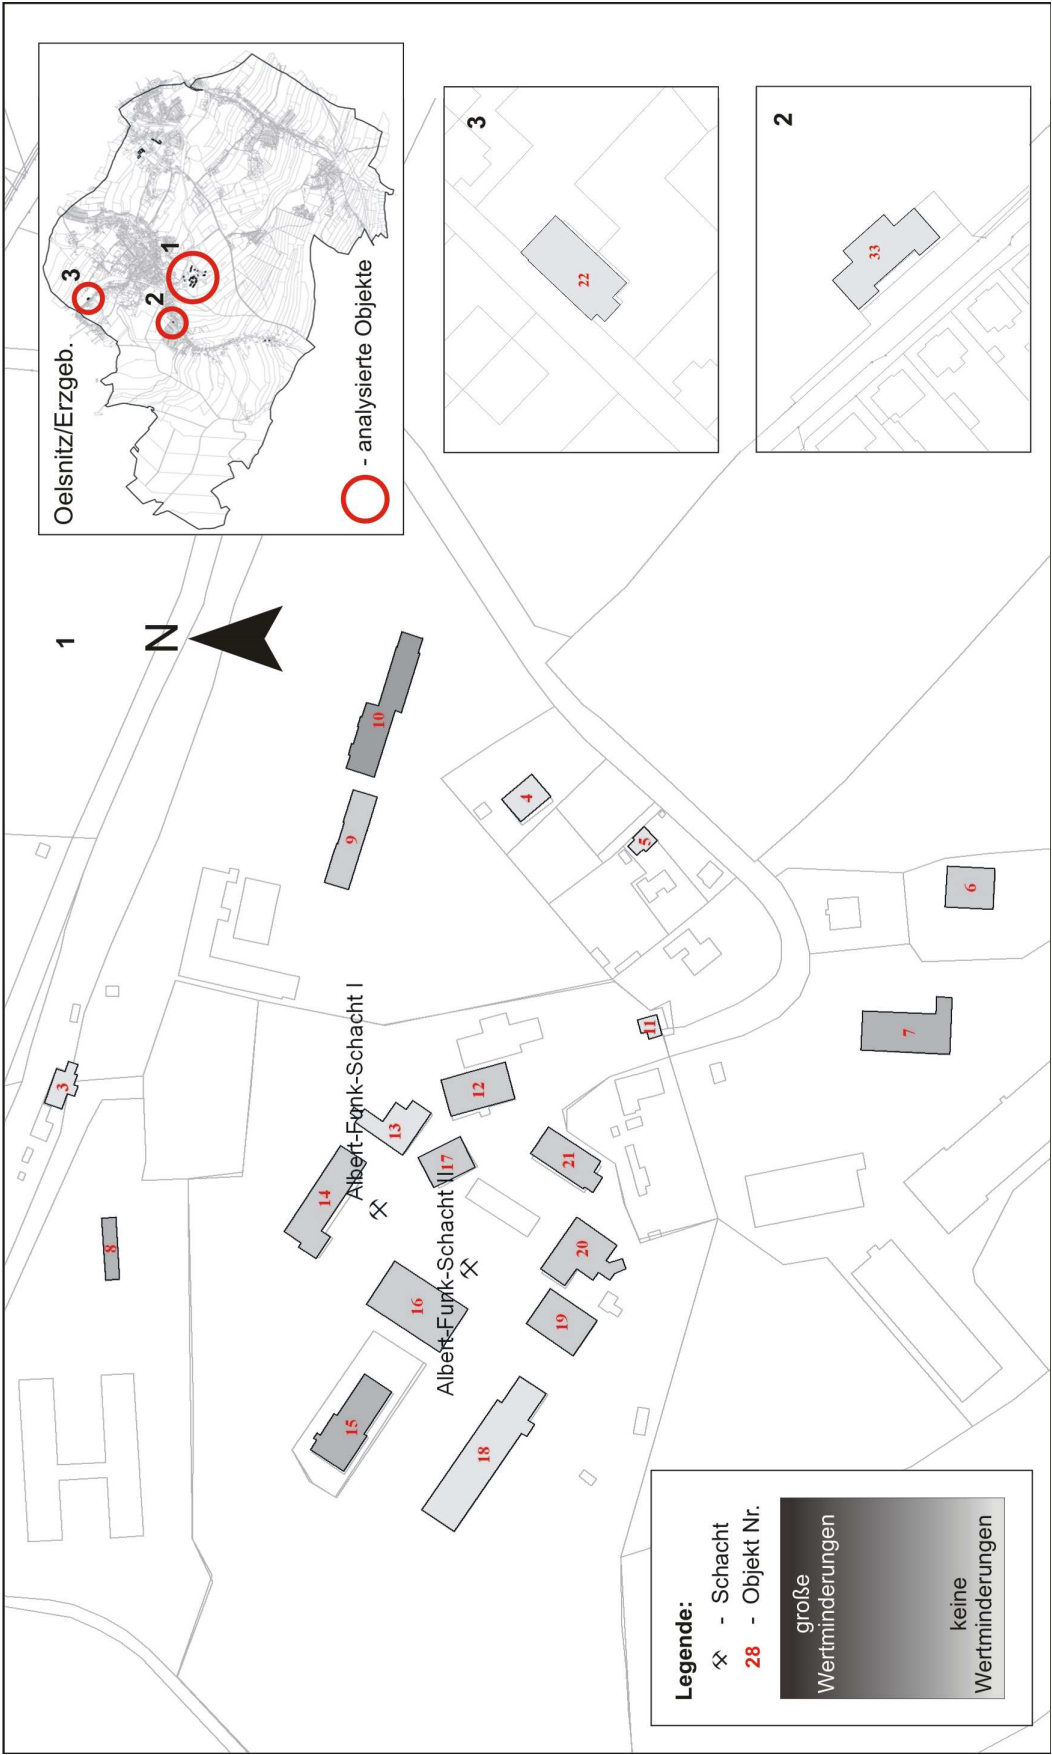 Oelsnitz/Erzgeb.
3
2
1
- analysierte Objekte
1
N
3
22
2
33
3
8
9
10
4
5
6
7
11
12
13
14
15
16
17
18
19
20
21
Albert-Funk-Schacht I
Albert-Funk-Schacht II
Legende:
- Schacht
28 - Objekt Nr.
große
Wertminderungen
keine
Wertminderungen